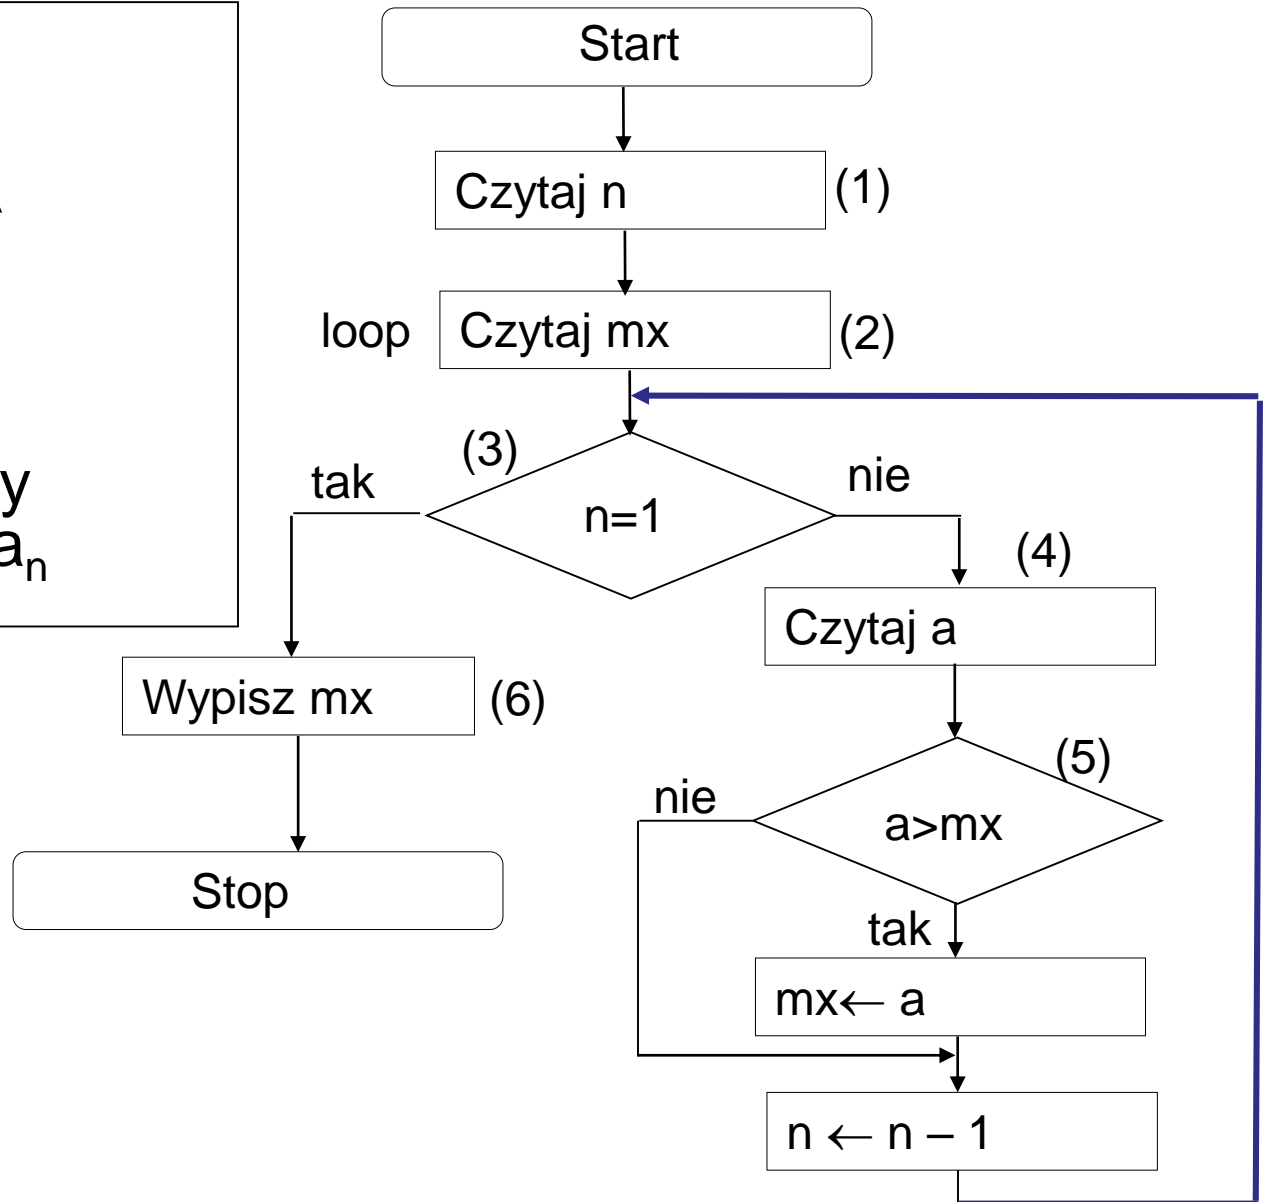 Start
Czytaj n
(1)
loop
Czytaj mx
(2)
(3)
tak
nie
n=1
y
a_n
(4)
Czytaj a
Wypisz mx
(6)
(5)
nie
a>mx
Stop
tak
mx← a
n ← n – 1